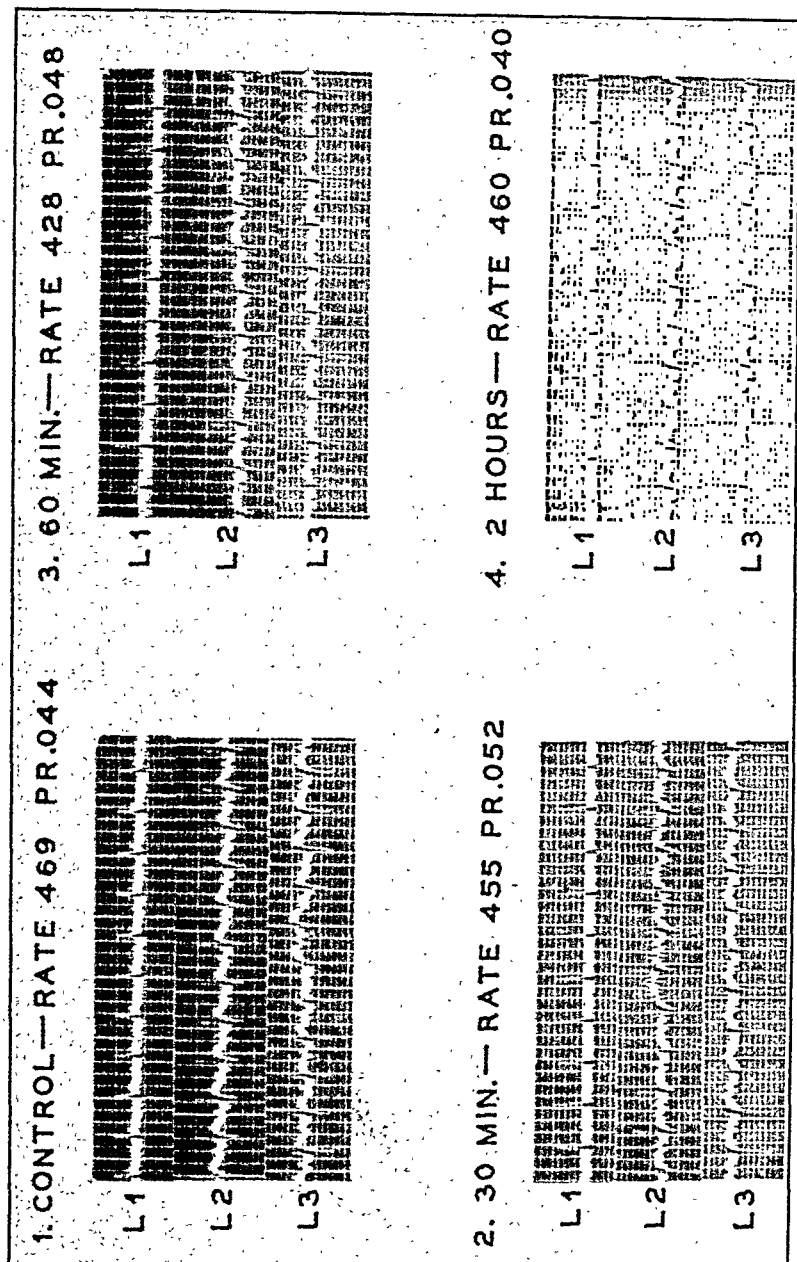 1. CONTROL—RATE 469 PR.044
L1
L2
L3
2. 30 MIN.—RATE 455 PR.052
L1
L2
L3
3. 60 MIN.—RATE 428 PR.048
L1
L2
L3
4. 2 HOURS—RATE 460 PR.040
L1
L2
L3